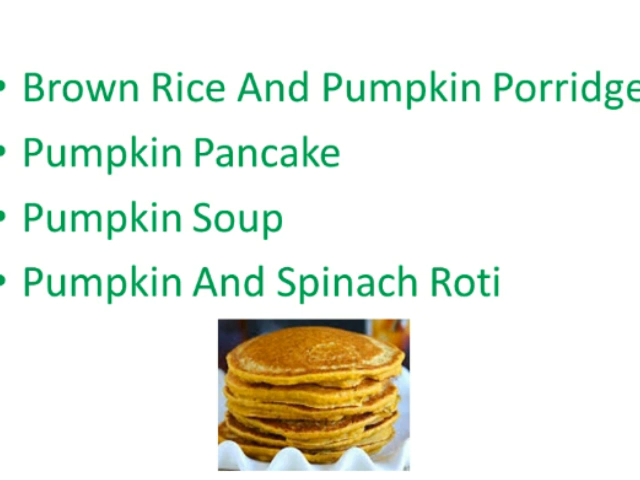 • Brown Rice And Pumpkin Porridge
• Pumpkin Pancake
• Pumpkin Soup
• Pumpkin And Spinach Roti